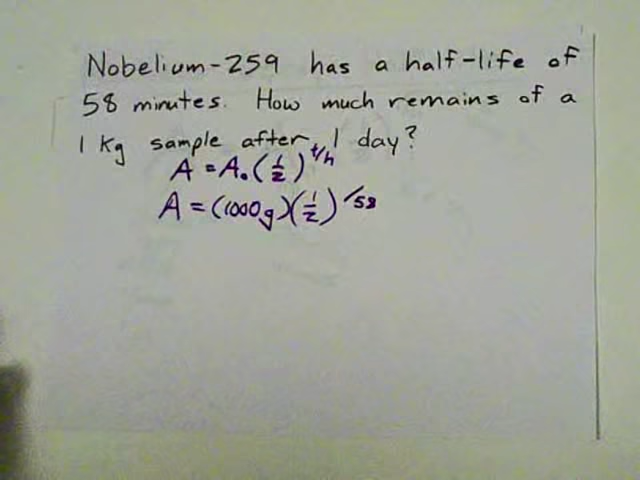 Nobelium-259 has a half-life of
58 minutes. How much remains of a
1 Kg sample after 1 day?
A = A₀ (1/2)^t/h
A = (1000g)(1/2)^/58